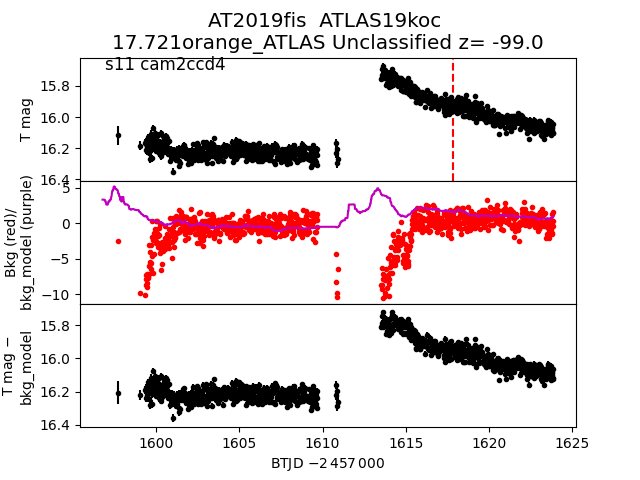 AT2019fis  ATLAS19koc
17.721orange_ATLAS Unclassified z= -99.0
s11 cam2ccd4
T mag
15.8
16.0
16.2
16.4
Bkg (red)/
bkg_model (purple)
5
0
−5
−10
T mag −
bkg_model
15.8
16.0
16.2
16.4
1600
1605
1610
1615
1620
1625
BTJD −2 457 000